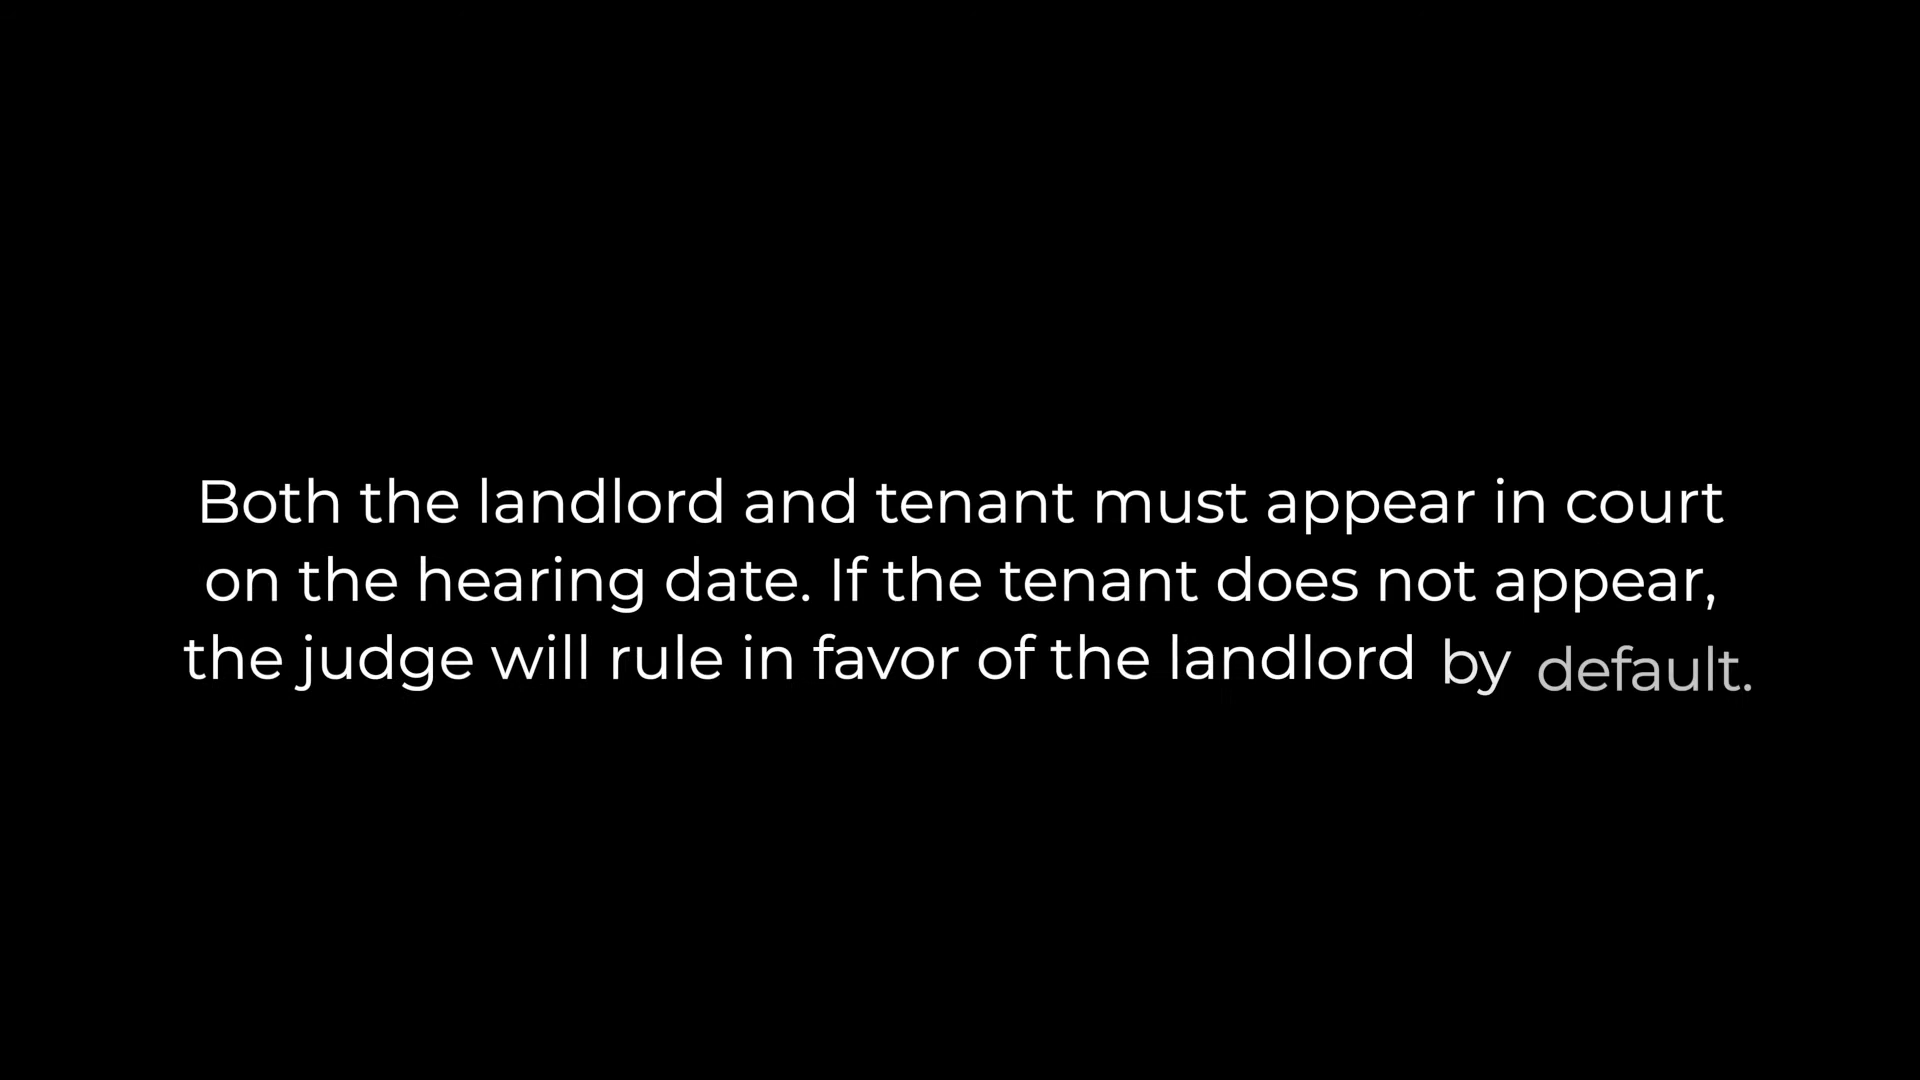 Both the landlord and tenant must appear in court
on the hearing date. If the tenant does not appear,
the judge will rule in favor of the landlord by default.